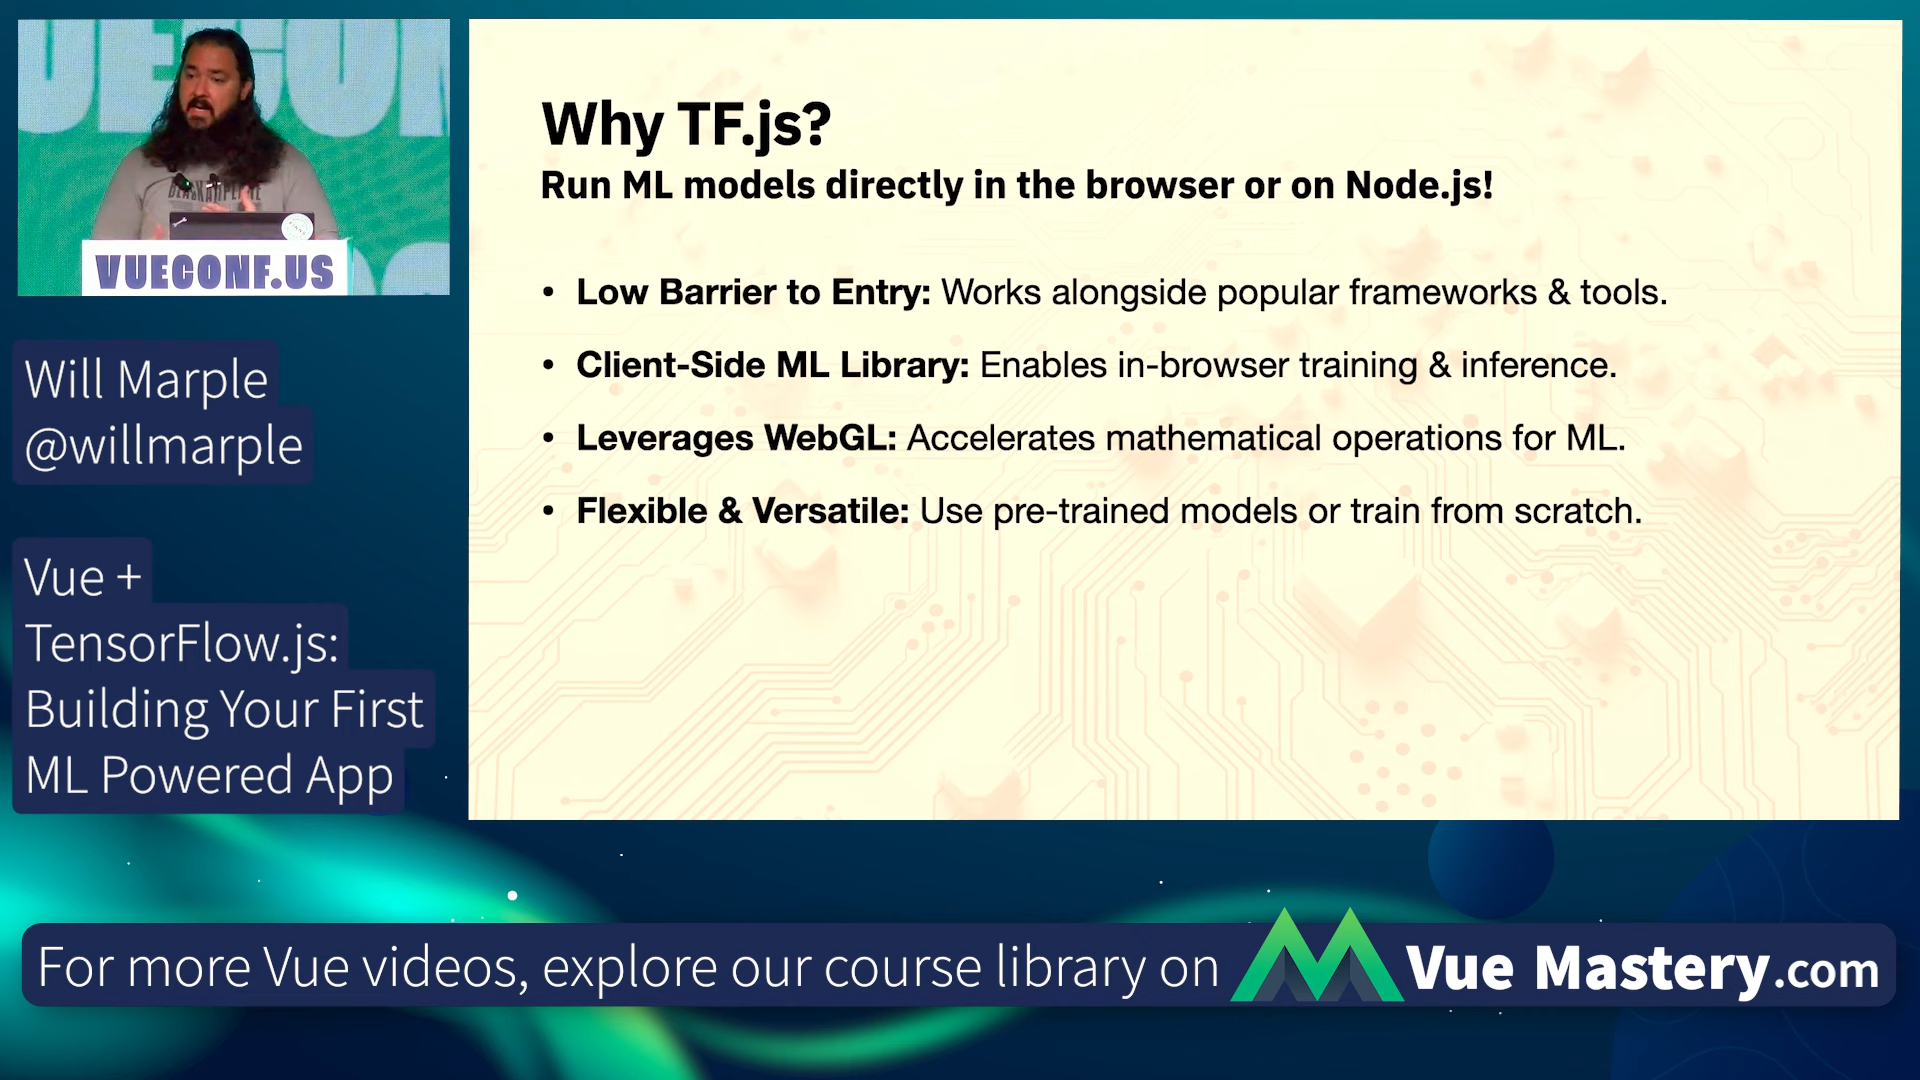 VUECONF.US
Will Marple
@willmarple
Vue +
TensorFlow.js:
Building Your First
ML Powered App
Why TF.js?
Run ML models directly in the browser or on Node.js!
• Low Barrier to Entry: Works alongside popular frameworks & tools.
• Client-Side ML Library: Enables in-browser training & inference.
• Leverages WebGL: Accelerates mathematical operations for ML.
• Flexible & Versatile: Use pre-trained models or train from scratch.
For more Vue videos, explore our course library on Vue Mastery.com